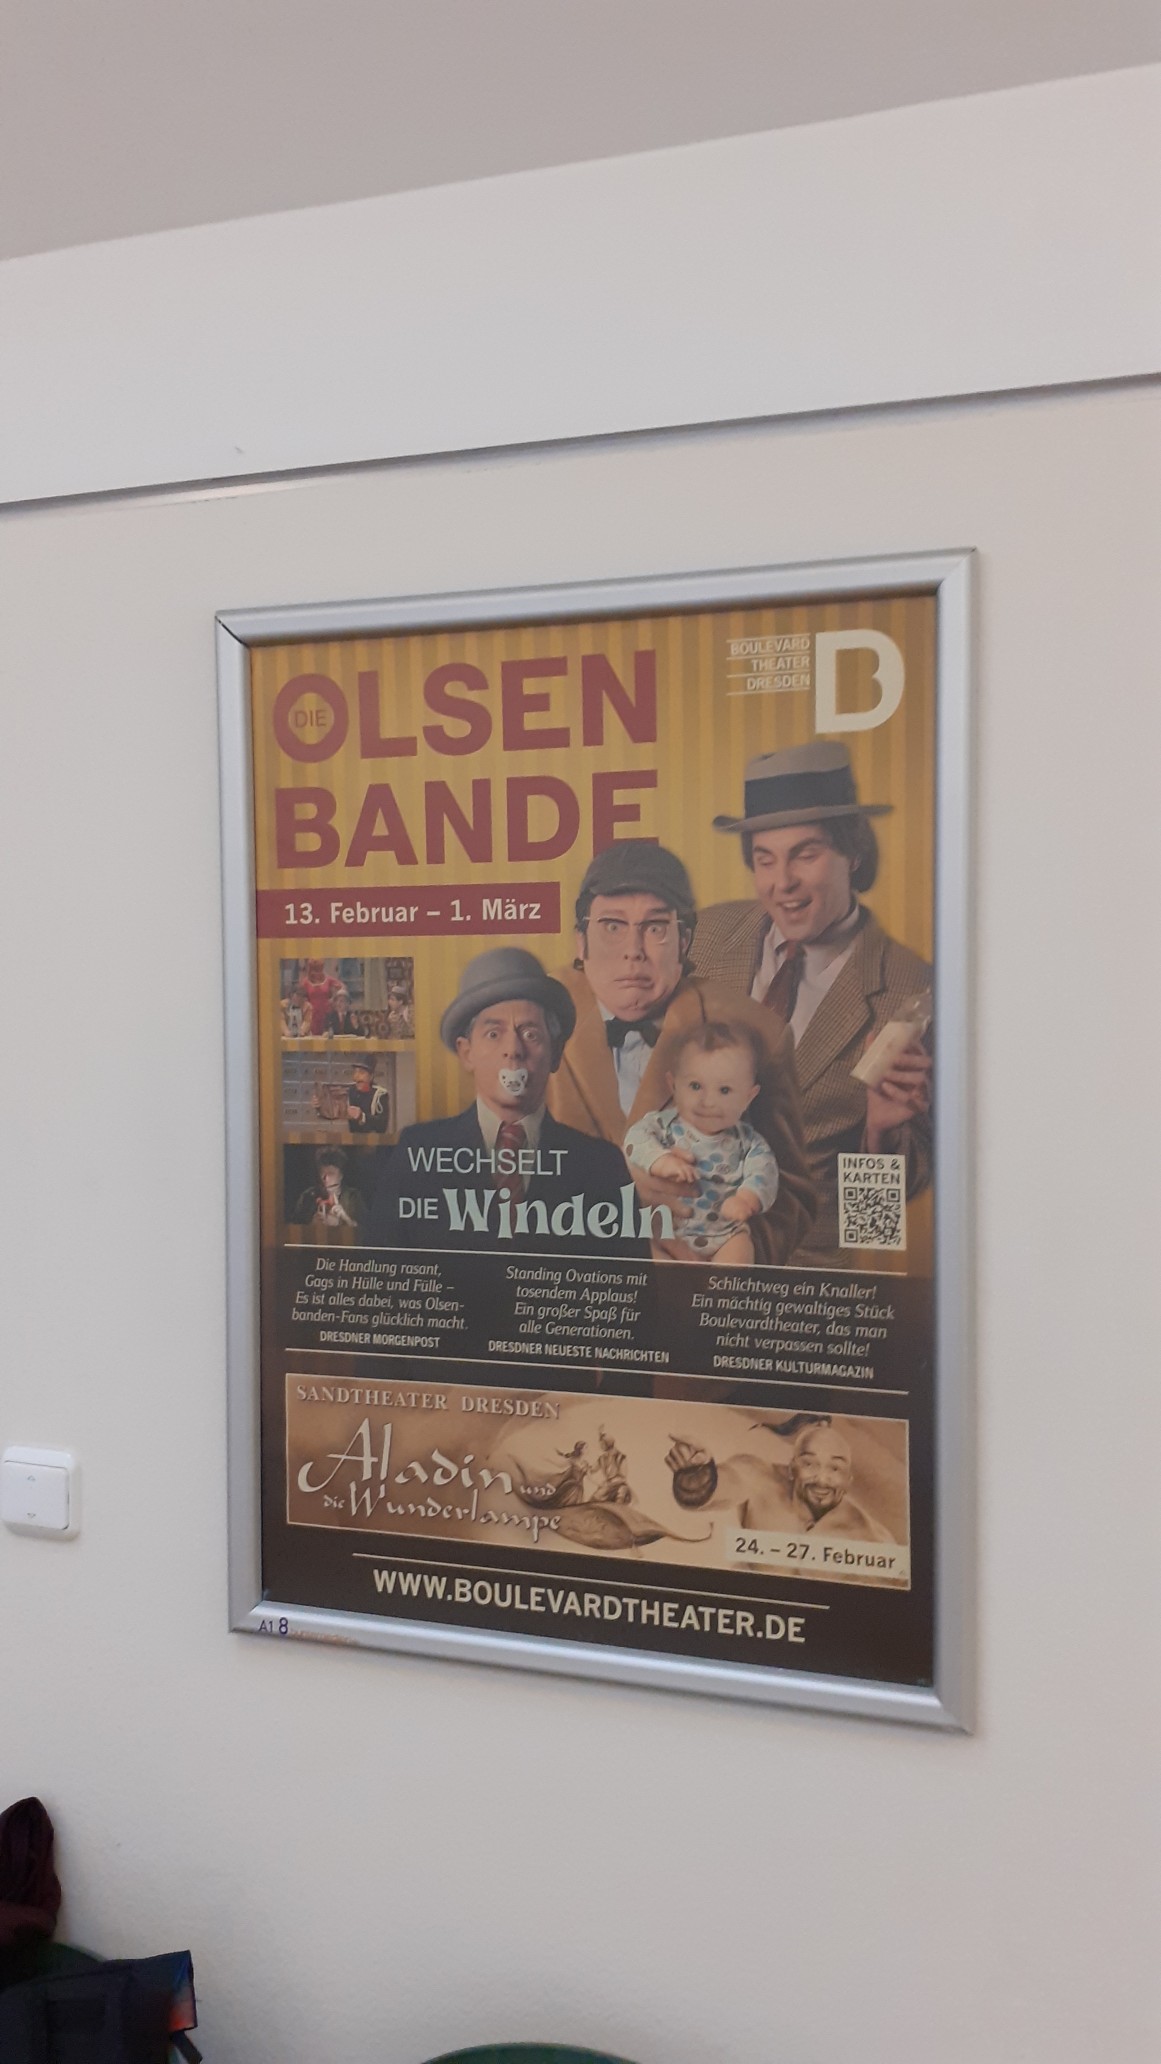 DIE
OLSEN
BANDE
BOULEVARD
THEATER
DRESDEN
B
13. Februar – 1. März
WECHSELT
DIE Windeln
INFOS &
KARTEN
Die Handlung rasant,
Gags in Hülle und Fülle –
Es ist alles dabei, was Olsen-
banden-Fans glücklich macht.
DRESDNER MORGENPOST
Standing Ovations mit
tosendem Applaus!
Ein großer Spaß für
alle Generationen.
DRESDNER NEUESTE NACHRICHTEN
Schlichtweg ein Knaller!
Ein mächtig gewaltiges Stück
Boulevardtheater, das man
nicht verpassen sollte!
DRESDNER KULTURMAGAZIN
SANDTHEATER DRESDEN
Aladin und
die Wunderlampe
24. – 27. Februar
WWW.BOULEVARDTHEATER.DE
A1 8